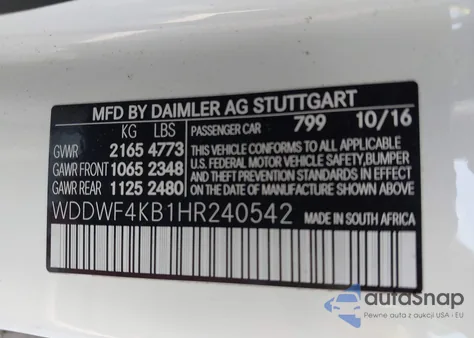 MFD BY DAIMLER AG STUTTGART
KG LBS PASSENGER CAR 799 10/16
GVWR 2165 4773 THIS VEHICLE CONFORMS TO ALL APPLICABLE
GAWR FRONT 1065 2348 U.S. FEDERAL MOTOR VEHICLE SAFETY, BUMPER,
GAWR REAR 1125 2480 AND THEFT PREVENTION STANDARDS IN EFFECT ON THE DATE OF MANUFACTURE SHOWN ABOVE.
WDDWF4KB1HR240542 MADE IN SOUTH AFRICA
autosnap
Pewne auta z aukcji USA i EU